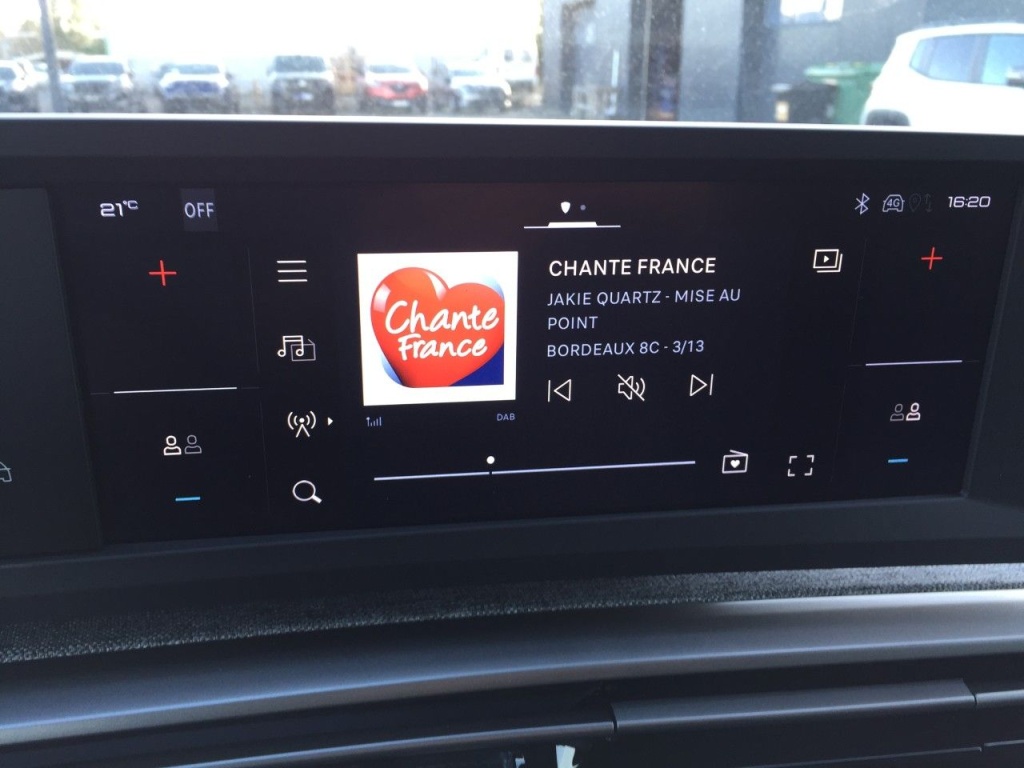 21°C
OFF
4G
16:20
Chante
France
CHANTE FRANCE
JAKIE QUARTZ - MISE AU
POINT
BORDEAUX 8C - 3/13
DAB